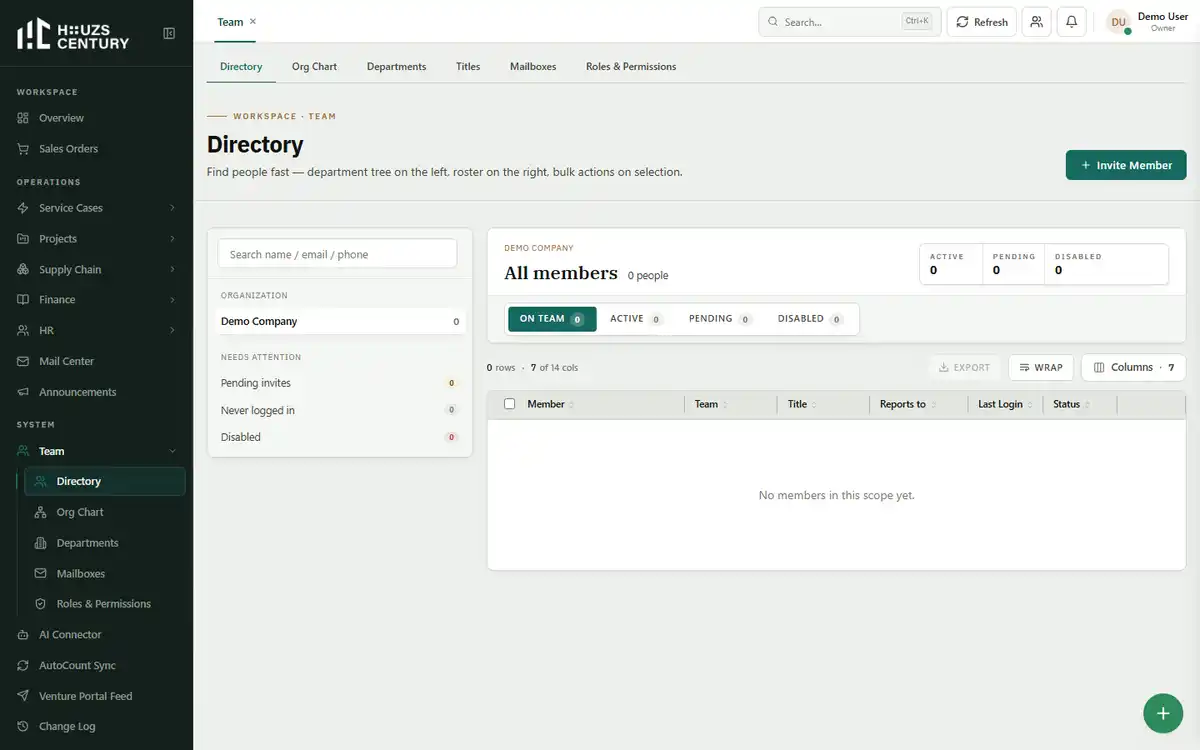 HOUZS
CENTURY
WORKSPACE
Overview
Sales Orders
OPERATIONS
Service Cases
Projects
Supply Chain
Finance
HR
Mail Center
Announcements
SYSTEM
Team
Directory
Org Chart
Departments
Mailboxes
Roles & Permissions
AI Connector
AutoCount Sync
Venture Portal Feed
Change Log
Team ×
Search...
Ctrl+K
Refresh
DU
Demo User
Owner
Directory
Org Chart
Departments
Titles
Mailboxes
Roles & Permissions
WORKSPACE · TEAM
Directory
Find people fast — department tree on the left, roster on the right, bulk actions on selection.
+ Invite Member
Search name / email / phone
ORGANIZATION
Demo Company 0
NEEDS ATTENTION
Pending invites 0
Never logged in 0
Disabled 0
DEMO COMPANY
All members 0 people
ACTIVE
0
PENDING
0
DISABLED
0
ON TEAM 0
ACTIVE 0
PENDING 0
DISABLED 0
0 rows · 7 of 14 cols
EXPORT
WRAP
Columns · 7
Member
Team
Title
Reports to
Last Login
Status
No members in this scope yet.
+